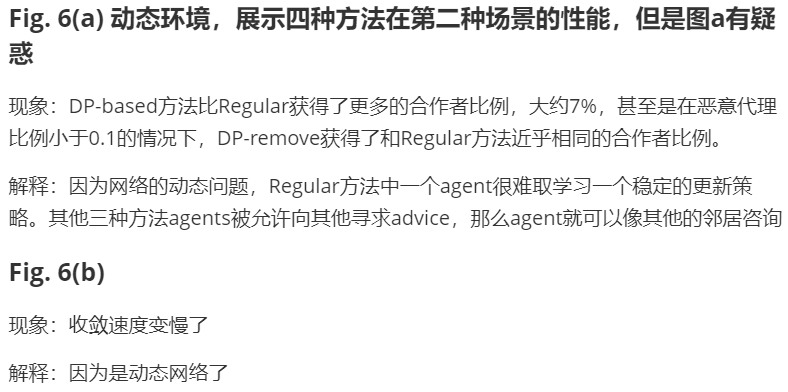 Fig. 6(a) 动态环境，展示四种方法在第二种场景的性能，但是图a有疑
惑
现象：DP-based方法比Regular获得了更多的合作者比例，大约7%，甚至是在恶意代理
比例小于0.1的情况下，DP-remove获得了和Regular方法近乎相同的合作者比例。
解释：因为网络的动态问题，Regular方法中一个agent很难取学习一个稳定的更新策
略。其他三种方法agents被允许向其他寻求advice，那么agent就可以像其他的邻居咨询
Fig. 6(b)
现象：收敛速度变慢了
解释：因为是动态网络了